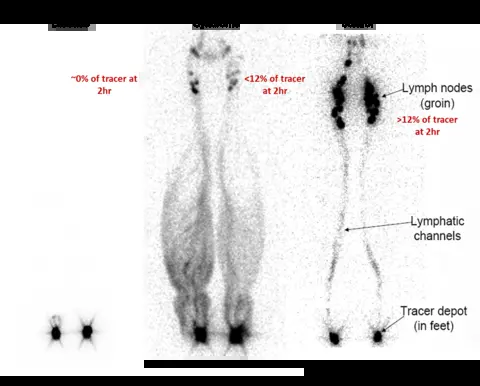 ~0% of tracer at
2hr
<12% of tracer
at 2hr
Lymph nodes
(groin)
>12% of tracer
at 2hr
Lymphatic
channels
Tracer depot
(in feet)